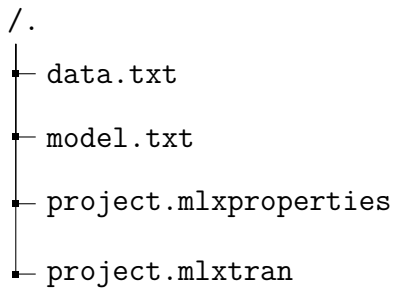 /.
data.txt
model.txt
project.mlxproperties
project.mlxtran